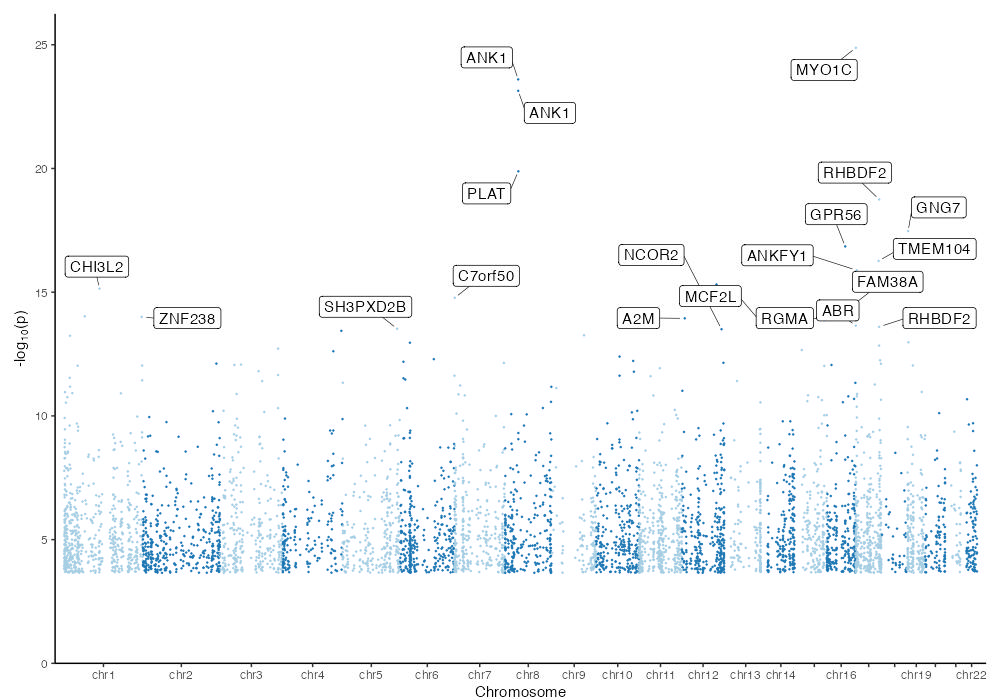 25
ANK1
MYO1C
ANK1
20
PLAT
RHBDF2
GPR56
GNG7
NCOR2
ANKFY1
TMEM104
CHI3L2
C7orf50
FAM38A
15
SH3PXD2B
MCF2L
ABR
ZNF238
A2M
RGMA
RHBDF2
-log10(p)
10
5
0
chr1 chr2 chr3 chr4 chr5 chr6 chr7 chr8 chr9 chr10 chr11 chr12 chr13 chr14 chr16 chr19 chr22
Chromosome